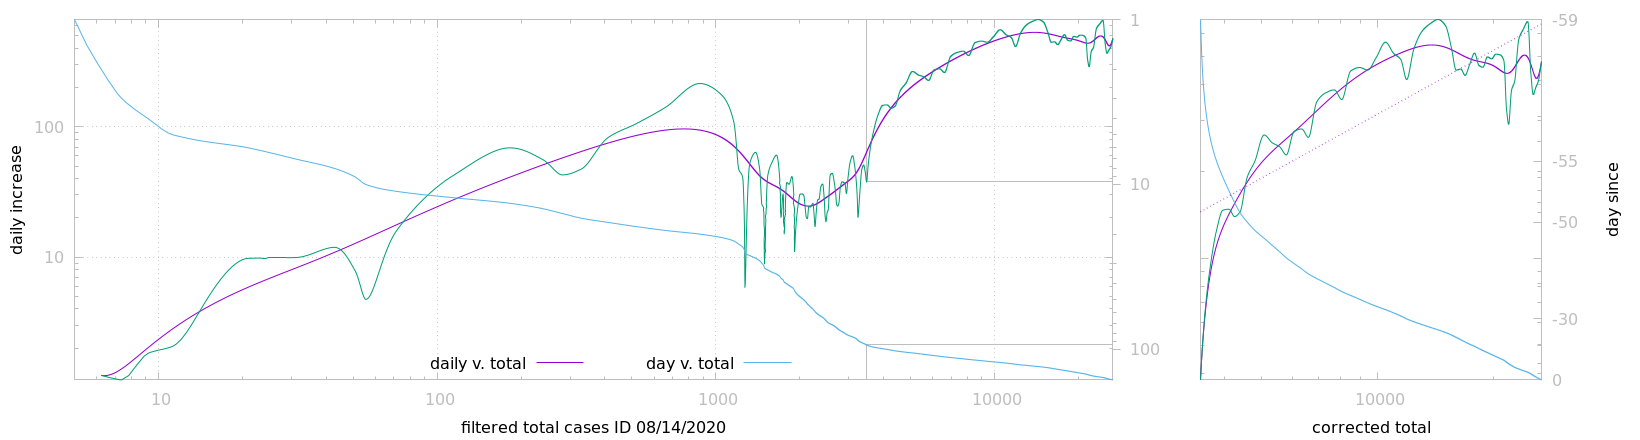 1
-59
100
daily increase
10
-55
day since
-50
10
-30
daily v. total
day v. total
100
0
10
100
1000
10000
10000
filtered total cases ID 08/14/2020
corrected total